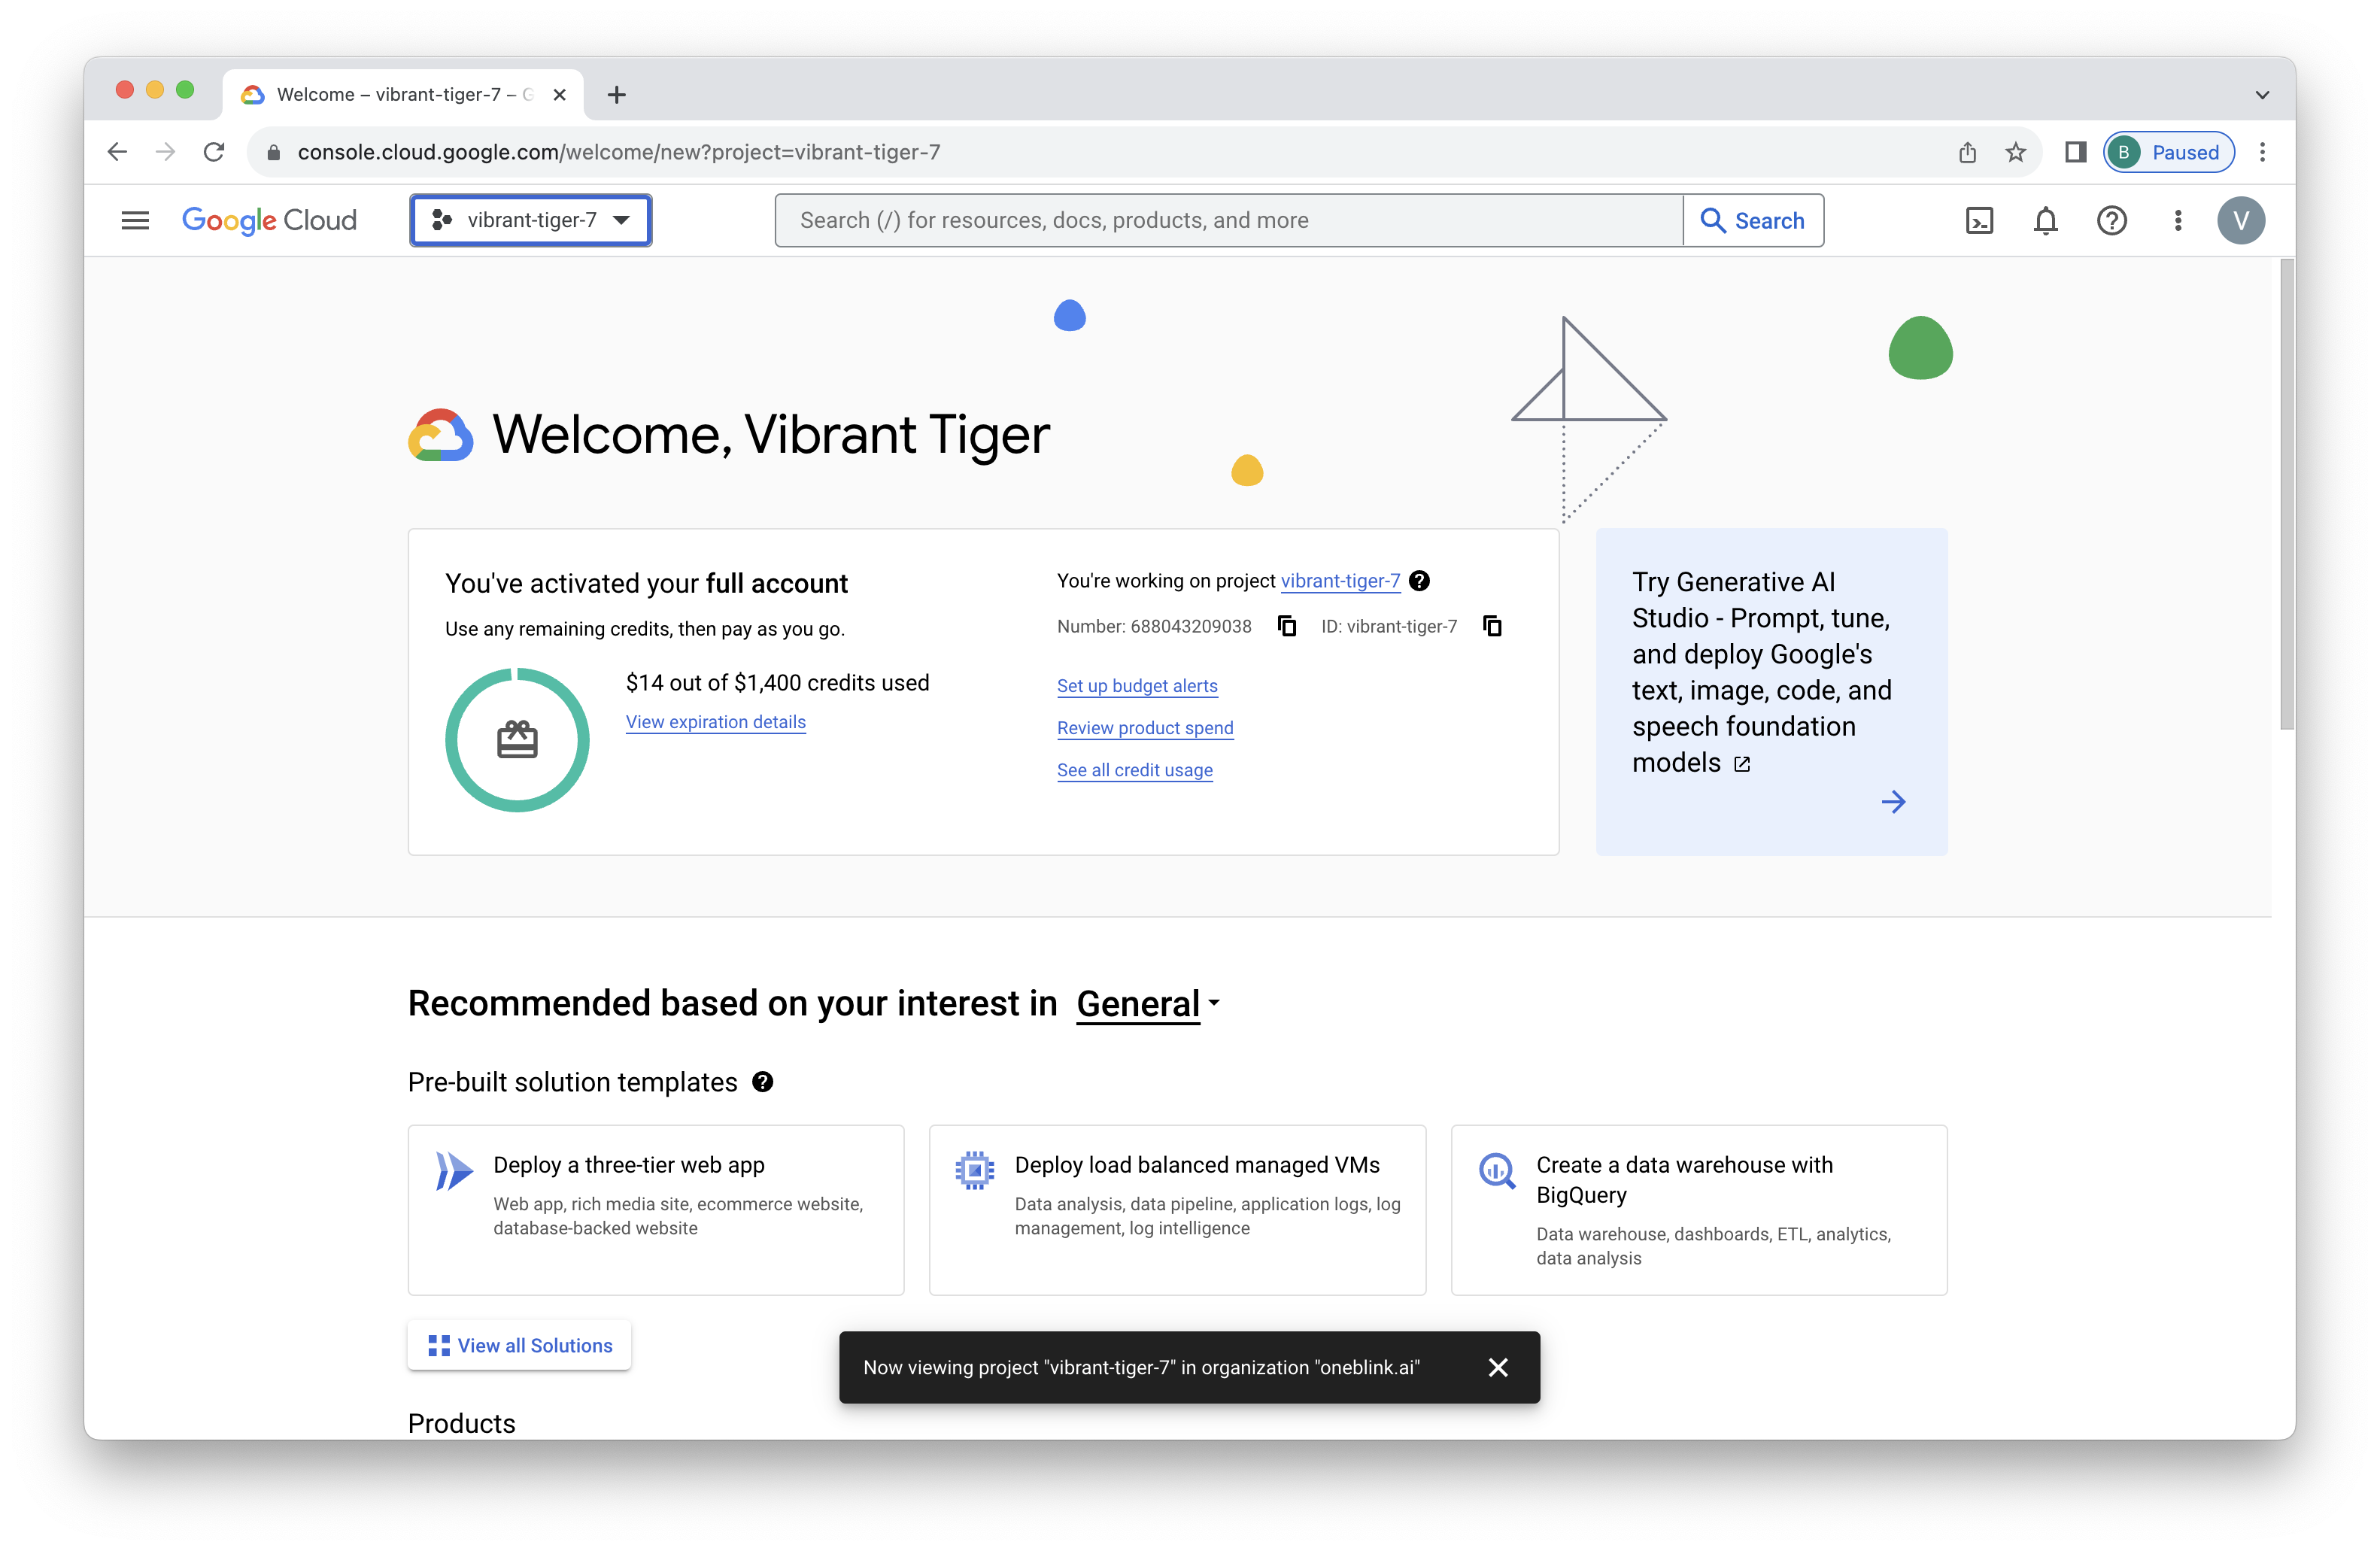 Welcome – vibrant-tiger-7 – G
console.cloud.google.com/welcome/new?project=vibrant-tiger-7
B Paused
Google Cloud
vibrant-tiger-7
Search (/) for resources, docs, products, and more
Search
V
Welcome, Vibrant Tiger
You've activated your full account
Use any remaining credits, then pay as you go.
$14 out of $1,400 credits used
View expiration details
You're working on project vibrant-tiger-7
Number: 688043209038 ID: vibrant-tiger-7
Set up budget alerts
Review product spend
See all credit usage
Try Generative AI
Studio - Prompt, tune,
and deploy Google's
text, image, code, and
speech foundation
models
Recommended based on your interest in General
Pre-built solution templates
Deploy a three-tier web app
Web app, rich media site, ecommerce website,
database-backed website
Deploy load balanced managed VMs
Data analysis, data pipeline, application logs, log
management, log intelligence
Create a data warehouse with
BigQuery
Data warehouse, dashboards, ETL, analytics,
data analysis
View all Solutions
Now viewing project "vibrant-tiger-7" in organization "oneblink.ai"
Products